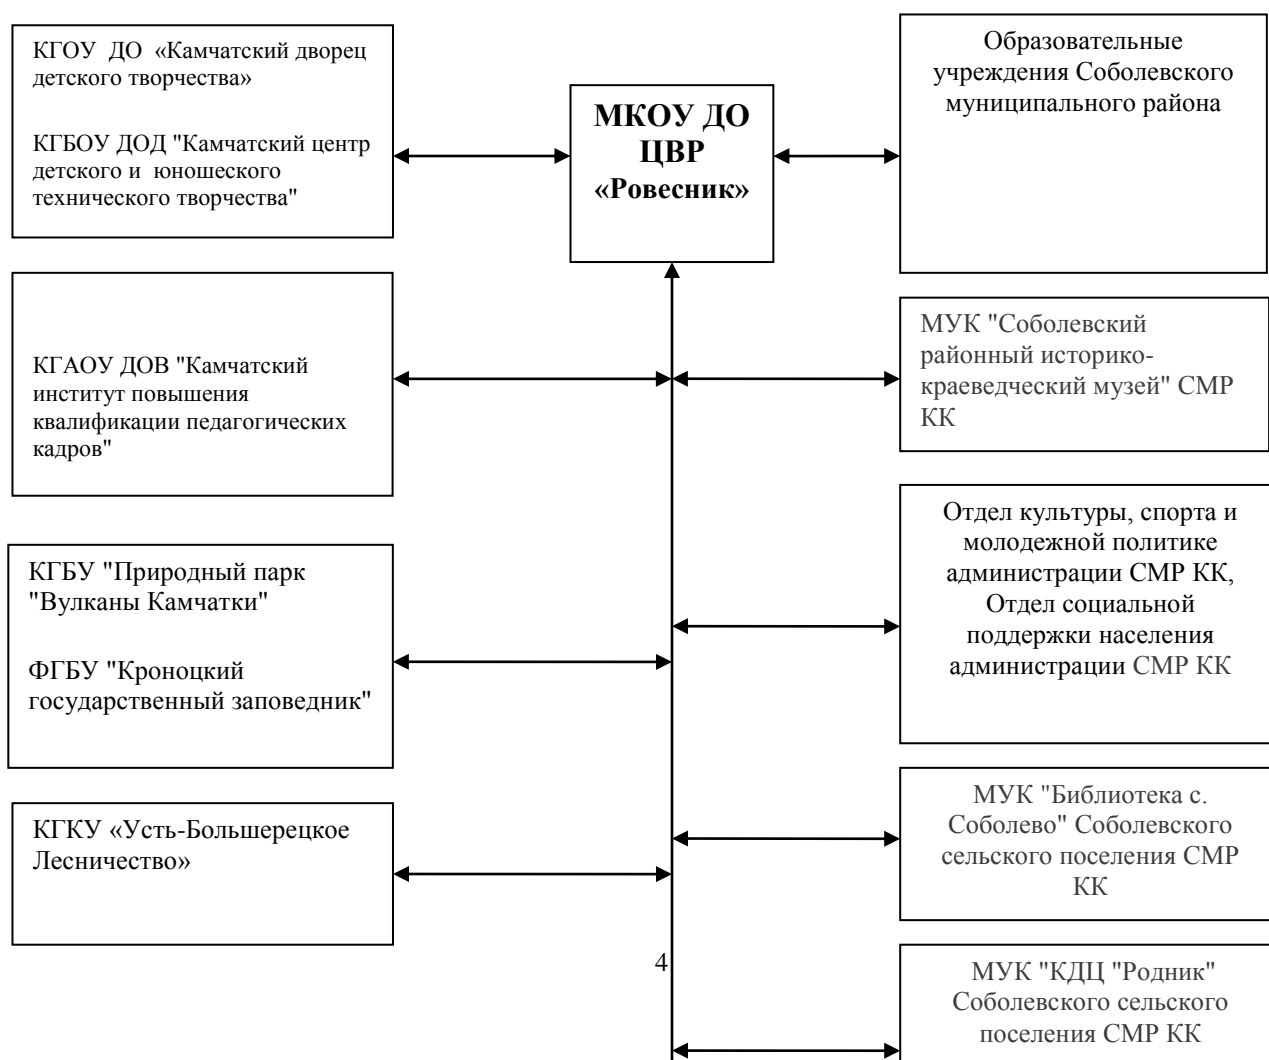 КГОУ ДО «Камчатский дворец
детского творчества»
КГБОУ ДОД "Камчатский центр
детского и юношеского
технического творчества"
МКОУ ДО
ЦВР
«Ровесник»
Образовательные
учреждения Соболевского
муниципального района
КГАОУ ДОВ "Камчатский
институт повышения
квалификации педагогических
кадров"
МУК "Соболевский
районный историко-
краеведческий музей" СМР
КК
КГБУ "Природный парк
"Вулканы Камчатки"
ФГБУ "Кроноцкий
государственный заповедник"
Отдел культуры, спорта и
молодежной политике
администрации СМР КК,
Отдел социальной
поддержки населения
администрации СМР КК
КГКУ «Усть-Большерецкое
Лесничество»
МУК "Библиотека с.
Соболево" Соболевского
сельского поселения СМР
КК
4
МУК "КДЦ "Родник"
Соболевского сельского
поселения СМР КК